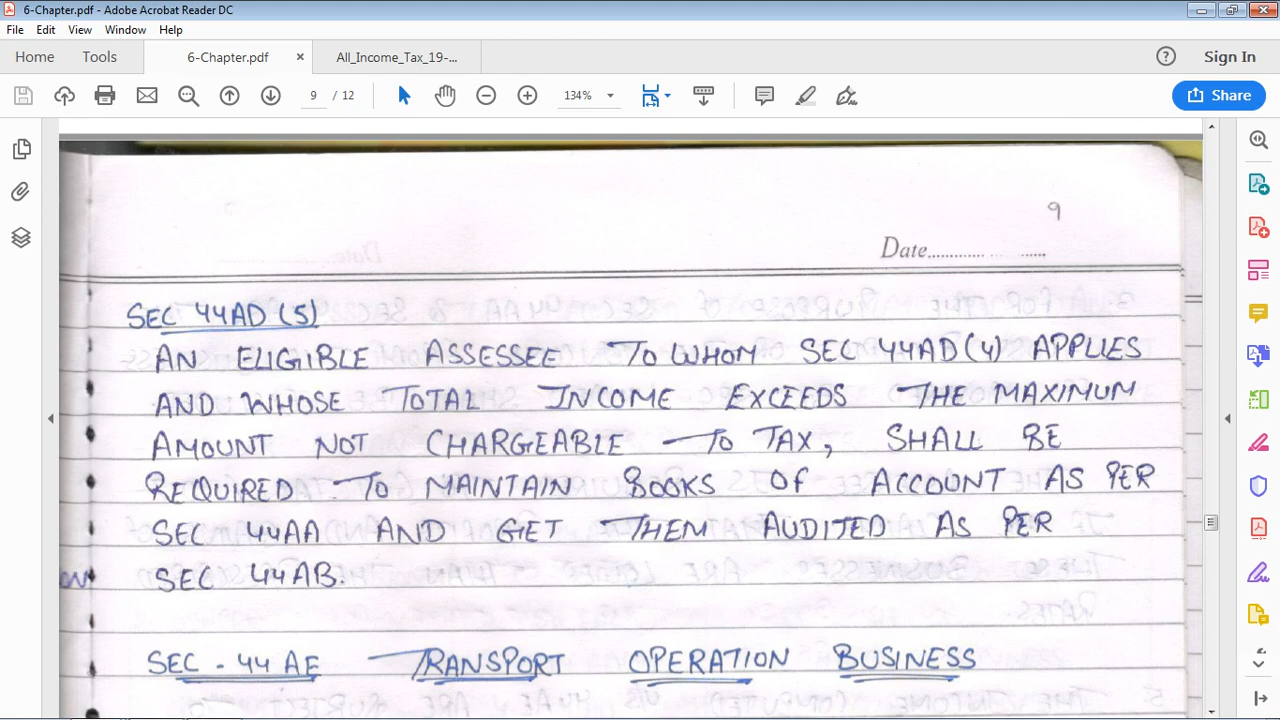 6-Chapter.pdf - Adobe Acrobat Reader DC
File Edit View Window Help
Home Tools 6-Chapter.pdf × All_Income_Tax_19-... Sign In
9 / 12 134% Share
9
Date
SEC 44AD (5)
AN ELIGIBLE ASSESSEE TO WHOM SEC 44AD(4) APPLIES
AND WHOSE TOTAL INCOME EXCEEDS THE MAXIMUM
AMOUNT NOT CHARGEABLE TO TAX, SHALL BE
REQUIRED TO MAINTAIN BOOKS OF ACCOUNT AS PER
SEC 44AA AND GET THEM AUDITED AS PER
SEC 44AB.
SEC - 44 AE TRANSPORT OPERATION BUSINESS